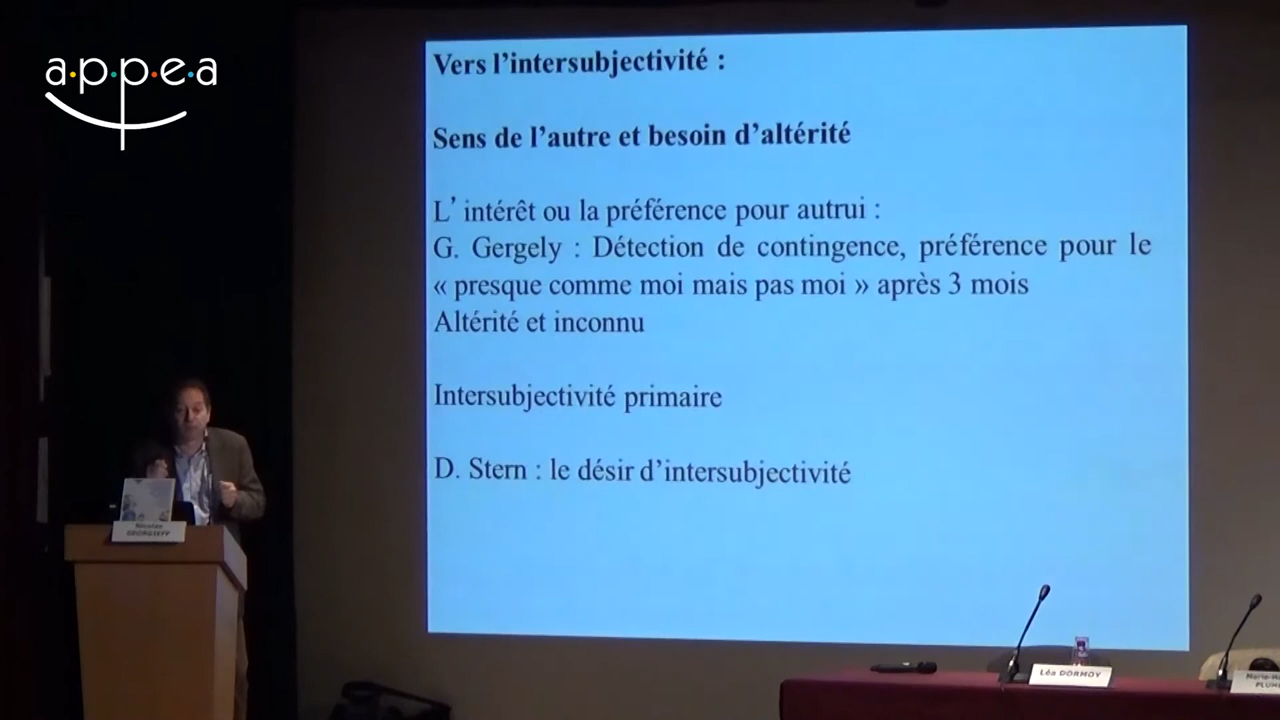 a.p.p.e.a
Vers l’intersubjectivité :
Sens de l’autre et besoin d’altérité
L’ intérêt ou la préférence pour autrui :
G. Gergely : Détection de contingence, préférence pour le
« presque comme moi mais pas moi » après 3 mois
Altérité et inconnu
Intersubjectivité primaire
D. Stern : le désir d’intersubjectivité
Nicolas
GEORGIEFF
Léa DORMOY